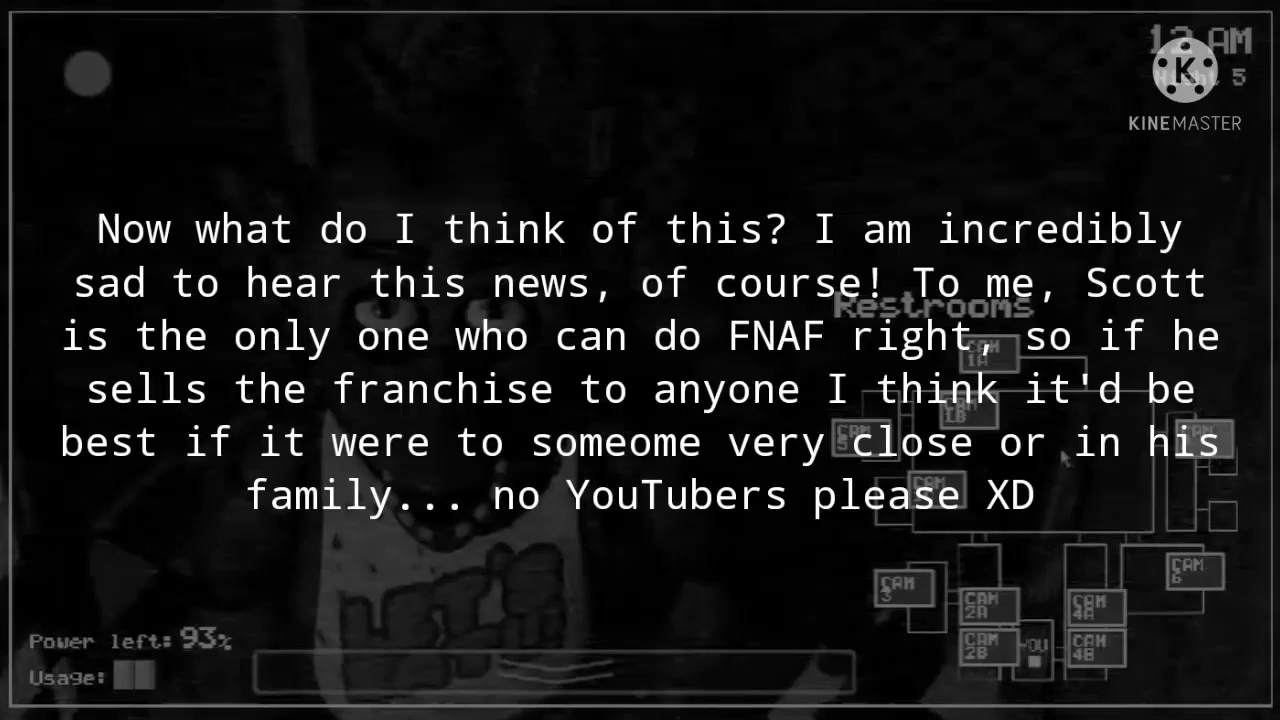 12 AM
Night 5
KINEMASTER
Now what do I think of this? I am incredibly
sad to hear this news, of course! To me, Scott
Restrooms
is the only one who can do FNAF right, so if he
CAM
1A
sells the franchise to anyone I think it'd be
CAM
1B
best if it were to someome very close or in his
CAM
5
CAM
family... no YouTubers please XD
CAM
3
CAM
6
CAM
2A
CAM
4A
CAM
2B
YOU
CAM
4B
Power left: 93%
Usage:
LET'S